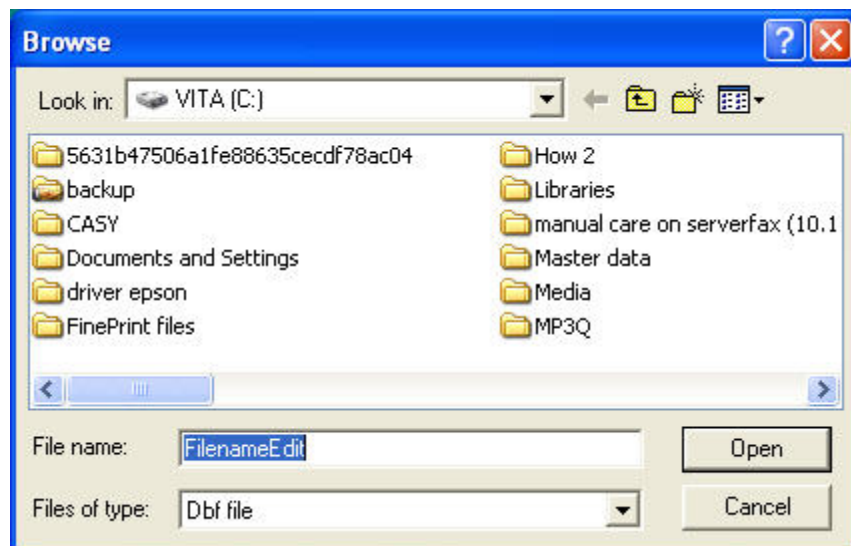 Browse
Look in: VITA (C:)
5631b47506a1fe88635cecdf78ac04
backup
CASY
Documents and Settings
driver epson
FinePrint files
How 2
Libraries
manual care on serverfax (10.1
Master data
Media
MP3Q
File name: FilenameEdit
Open
Files of type: Dbf file
Cancel